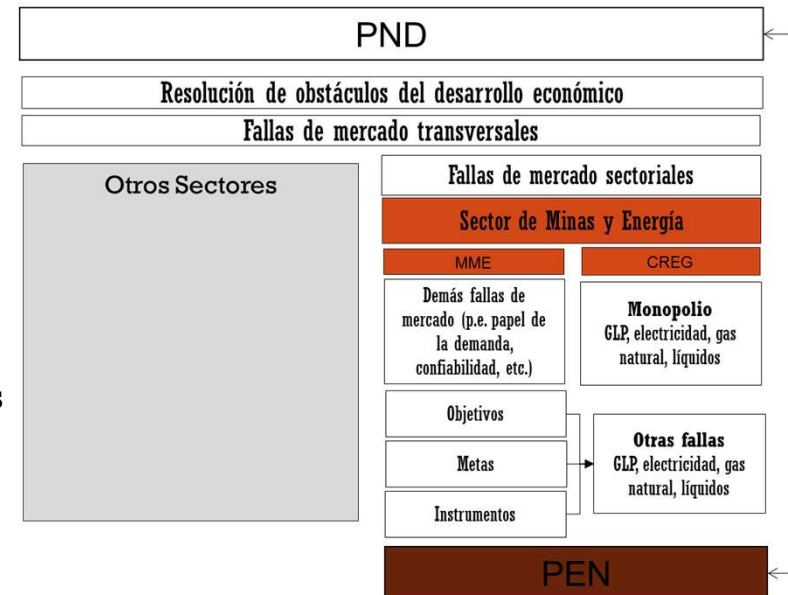 PND
Resolución de obstáculos del desarrollo económico
Fallas de mercado transversales
Otros Sectores
Fallas de mercado sectoriales
Sector de Minas y Energía
MME
CREG
Demás fallas de
mercado (p.e. papel de
la demanda,
confiabilidad, etc.)
Monopolio
GLP, electricidad, gas
natural, líquidos
Objetivos
Metas
Instrumentos
Otras fallas
GLP, electricidad, gas
natural, líquidos
PEN
s